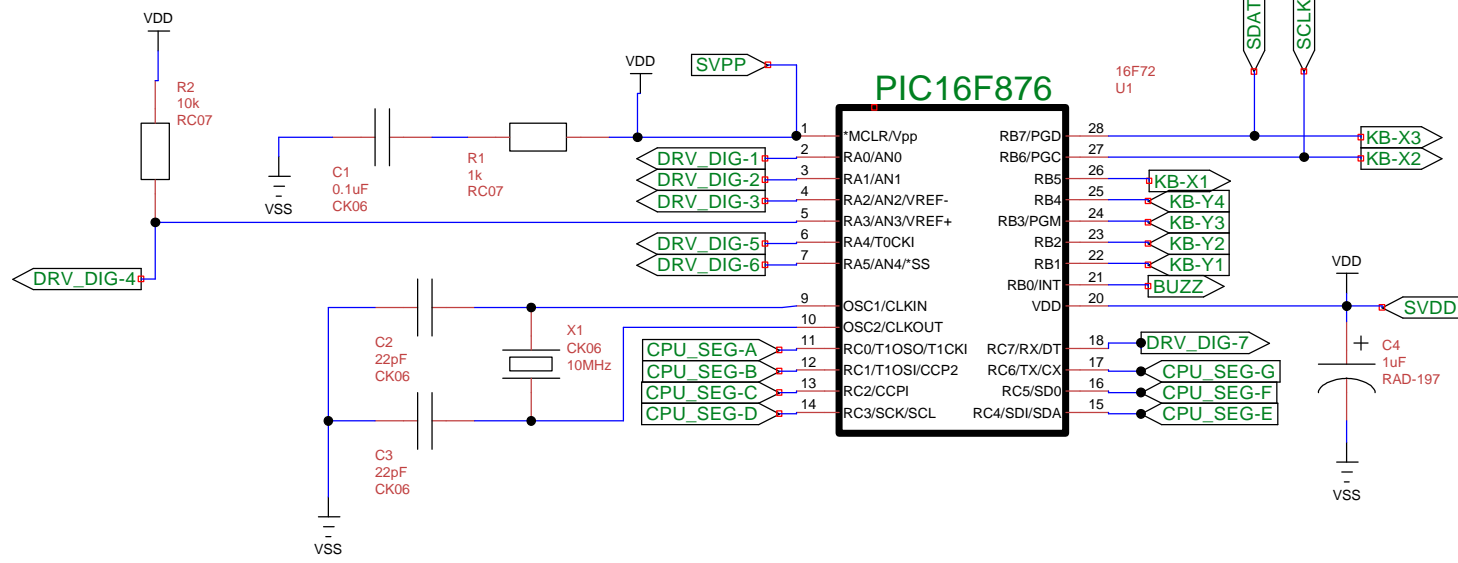 VDD
R2
10k
RC07
C1
0.1uF
CK06
VSS
R1
1k
RC07
VDD
SVPP
PIC16F876
16F72
U1
SDAT
SCLK
1
*MCLR/Vpp
DRV_DIG-1
2
RA0/AN0
DRV_DIG-2
3
RA1/AN1
DRV_DIG-3
4
RA2/AN2/VREF-
5
RA3/AN3/VREF+
DRV_DIG-4
DRV_DIG-5
6
RA4/T0CKI
DRV_DIG-6
7
RA5/AN4/*SS
9
OSC1/CLKIN
10
OSC2/CLKOUT
CPU_SEG-A
11
RC0/T1OSO/T1CKI
CPU_SEG-B
12
RC1/T1OSI/CCP2
CPU_SEG-C
13
RC2/CCPI
CPU_SEG-D
14
RC3/SCK/SCL
RB7/PGD
28
KB-X3
RB6/PGC
27
KB-X2
RB5
26
KB-X1
RB4
25
KB-Y4
RB3/PGM
24
KB-Y3
RB2
23
KB-Y2
RB1
22
KB-Y1
RB0/INT
21
BUZZ
VDD
20
VDD
SVDD
RC7/RX/DT
18
DRV_DIG-7
RC6/TX/CX
17
CPU_SEG-G
RC5/SD0
16
CPU_SEG-F
RC4/SDI/SDA
15
CPU_SEG-E
+
C4
1uF
RAD-197
VSS
C2
22pF
CK06
X1
CK06
10MHz
C3
22pF
CK06
VSS